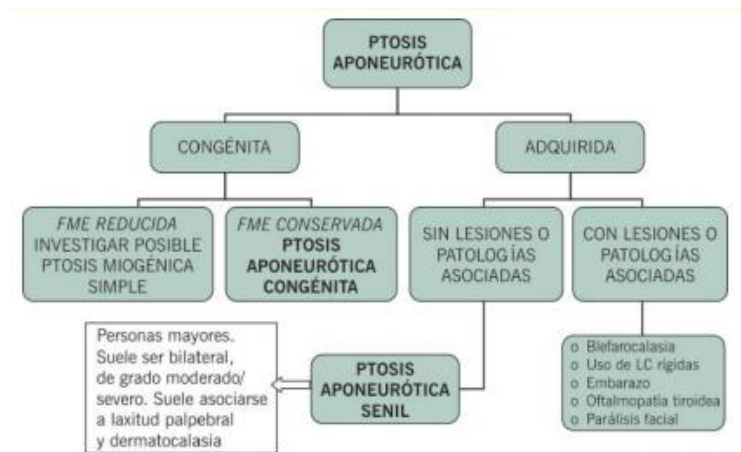 PTOSIS
APONEURÓTICA
CONGÉNITA
ADQUIRIDA
FME REDUCIDA
INVESTIGAR POSIBLE
PTOSIS MIOGÉNICA
SIMPLE
FME CONSERVADA
PTOSIS
APONEURÓTICA
CONGÉNITA
SIN LESIONES O
PATOLOGÍAS
ASOCIADAS
CON LESIONES O
PATOLOGÍAS
ASOCIADAS
Personas mayores.
Suele ser bilateral,
de grado moderado/
severo. Suele asociarse
a laxitud palpebral
y dermatocalasia
PTOSIS
APONEURÓTICA
SENIL
o Blefarocalasia
o Uso de LC rígidas
o Embarazo
o Oftalmopatía tiroidea
o Parálisis facial